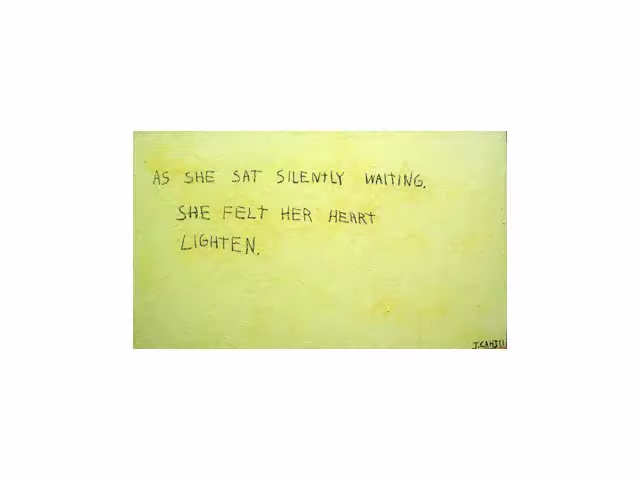 AS SHE SAT SILENTLY WAITING.
SHE FELT HER HEART
LIGHTEN.